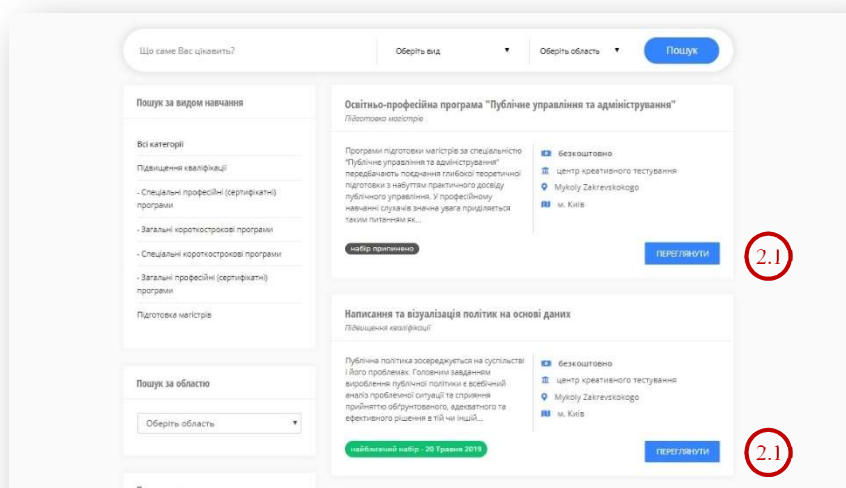 Що саме Вас цікавить?
Оберіть вид
Оберіть область
Пошук
Пошук за видом навчання
Всі категорії
Підвищення кваліфікації
- Спеціальні професійні (сертифікатні)
програми
- Загальні короткострокові програми
- Спеціальні короткострокові програми
- Загальні професійні (сертифікатні)
програми
Підготовка магістрів
Пошук за областю
Оберіть область
Освітньо-професійна програма "Публічне управління та адміністрування"
Підготовка магістрів
Програми підготовки магістрів за спеціальністю
"Публічне управління та адміністрування"
передбачають поєднання глибокої теоретичної
підготовки з набуттям практичного досвіду
публічного управління. У професійному
навчанні слухачів значна увага приділяється
таким питанням як...
безкоштовно
центр креативного тестування
Mykoly Zakrevskokogo
м. Київ
набір припинено
ПЕРЕГЛЯНУТИ
2.1
Написання та візуалізація політик на основі даних
Підвищення кваліфікації
Публічна політика зосереджується на суспільстві
і його проблемах. Головним завданням
вироблення публічної політики є всебічний
аналіз проблемної ситуації та сприяння
прийняттю обґрунтованого, адекватного та
ефективного рішення в тій чи іншій...
безкоштовно
центр креативного тестування
Mykoly Zakrevskokogo
м. Київ
найближчий набір - 20 Травня 2019
ПЕРЕГЛЯНУТИ
2.1